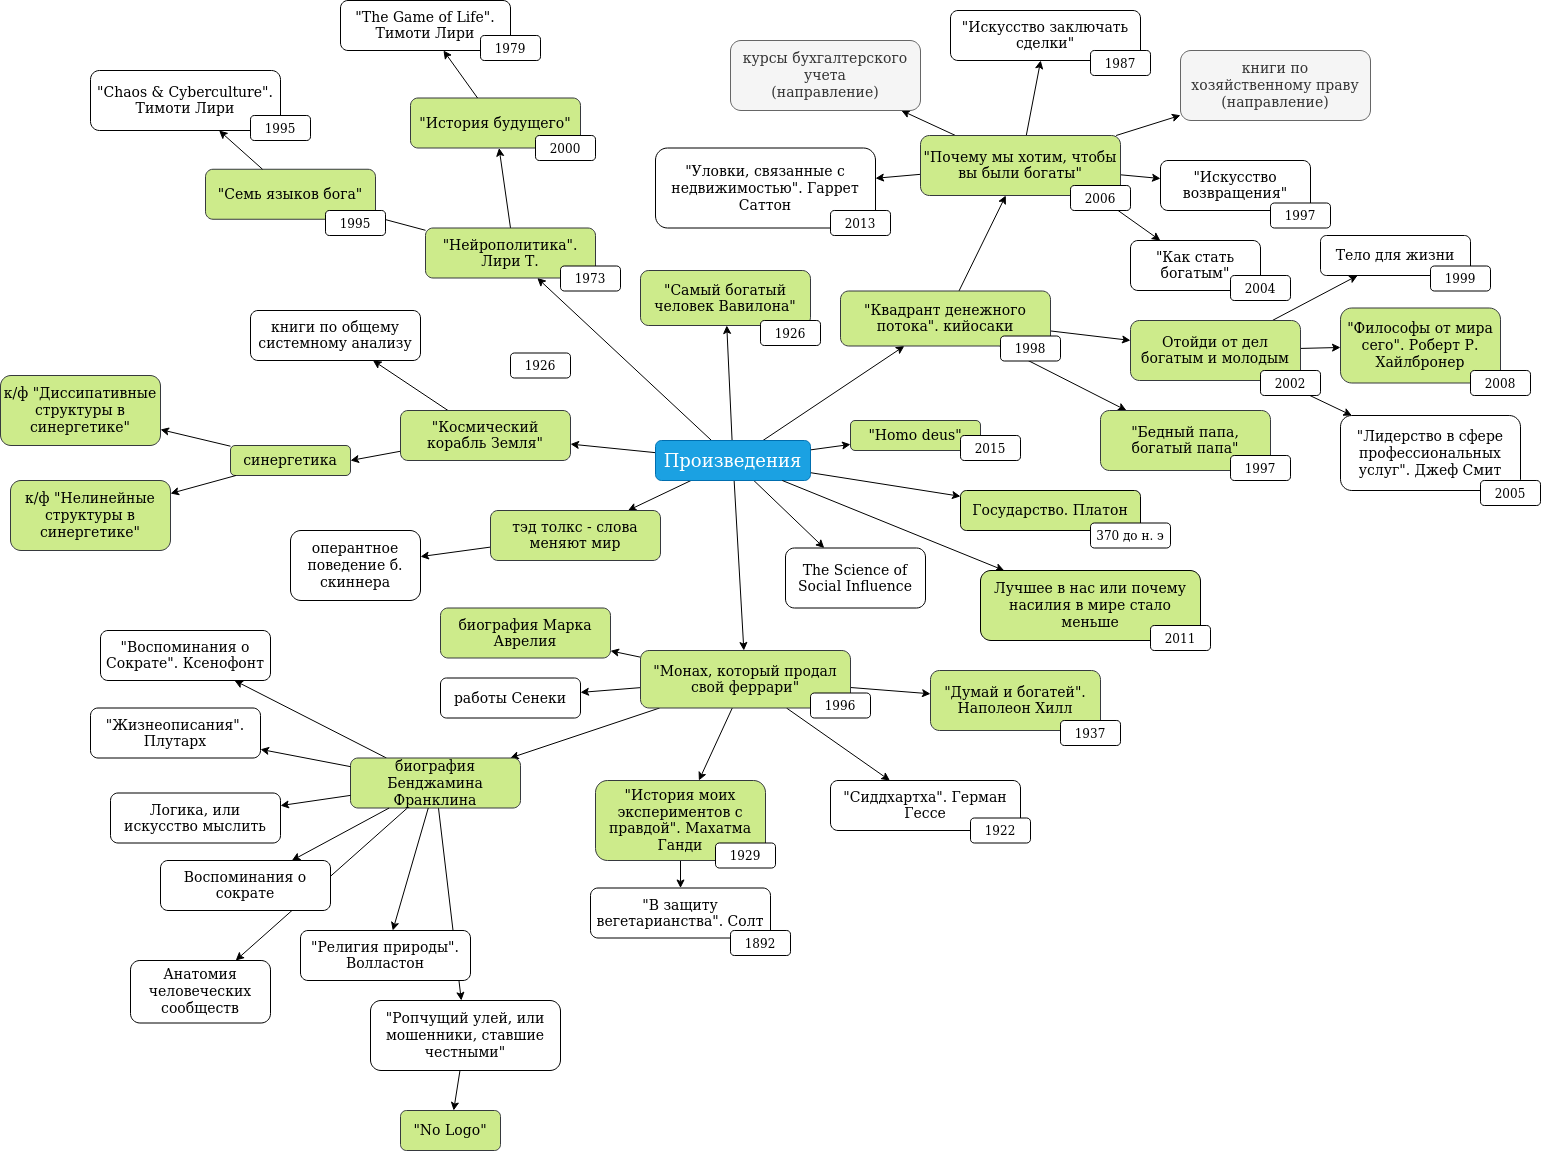 "The Game of Life".
Тимоти Лири
1979
"Искусство заключать
сделки"
1987
курсы бухгалтерского
учета
(направление)
книги по
хозяйственному праву
(направление)
"Chaos & Cyberculture".
Тимоти Лири
1995
"История будущего"
2000
"Почему мы хотим, чтобы
вы были богаты"
2006
"Уловки, связанные с
недвижимостью". Гаррет
Саттон
2013
"Искусство
возвращения"
1997
"Семь языков бога"
1995
"Нейрополитика".
Лири Т.
1973
"Как стать
богатым"
2004
Тело для жизни
1999
"Самый богатый
человек Вавилона"
1926
"Квадрант денежного
потока". кийосаки
1998
книги по общему
системному анализу
1926
Отойди от дел
богатым и молодым
2002
"Философы от мира
сего". Роберт Р.
Хайлбронер
2008
к/ф "Диссипативные
структуры в
синергетике"
"Космический
корабль Земля"
синергетика
Произведения
"Homo deus"
2015
"Бедный папа,
богатый папа"
1997
"Лидерство в сфере
профессиональных
услуг". Джеф Смит
2005
к/ф "Нелинейные
структуры в
синергетике"
тэд толкс - слова
меняют мир
оперантное
поведение б.
скиннера
Государство. Платон
370 до н. э
The Science of
Social Influence
Лучшее в нас или почему
насилия в мире стало
меньше
2011
биография Марка
Аврелия
"Воспоминания о
Сократе". Ксенофонт
работы Сенеки
"Монах, который продал
свой феррари"
1996
"Думай и богатей".
Наполеон Хилл
1937
"Жизнеописания".
Плутарх
биография
Бенджамина
Франклина
Логика, или
искусство мыслить
"История моих
экспериментов с
правдой". Махатма
Ганди
1929
"Сиддхартха". Герман
Гессе
1922
Воспоминания о
сократе
"В защиту
вегетарианства". Солт
1892
"Религия природы".
Волластон
Анатомия
человеческих
сообществ
"Ропчущий улей, или
мошенники, ставшие
честными"
"No Logo"